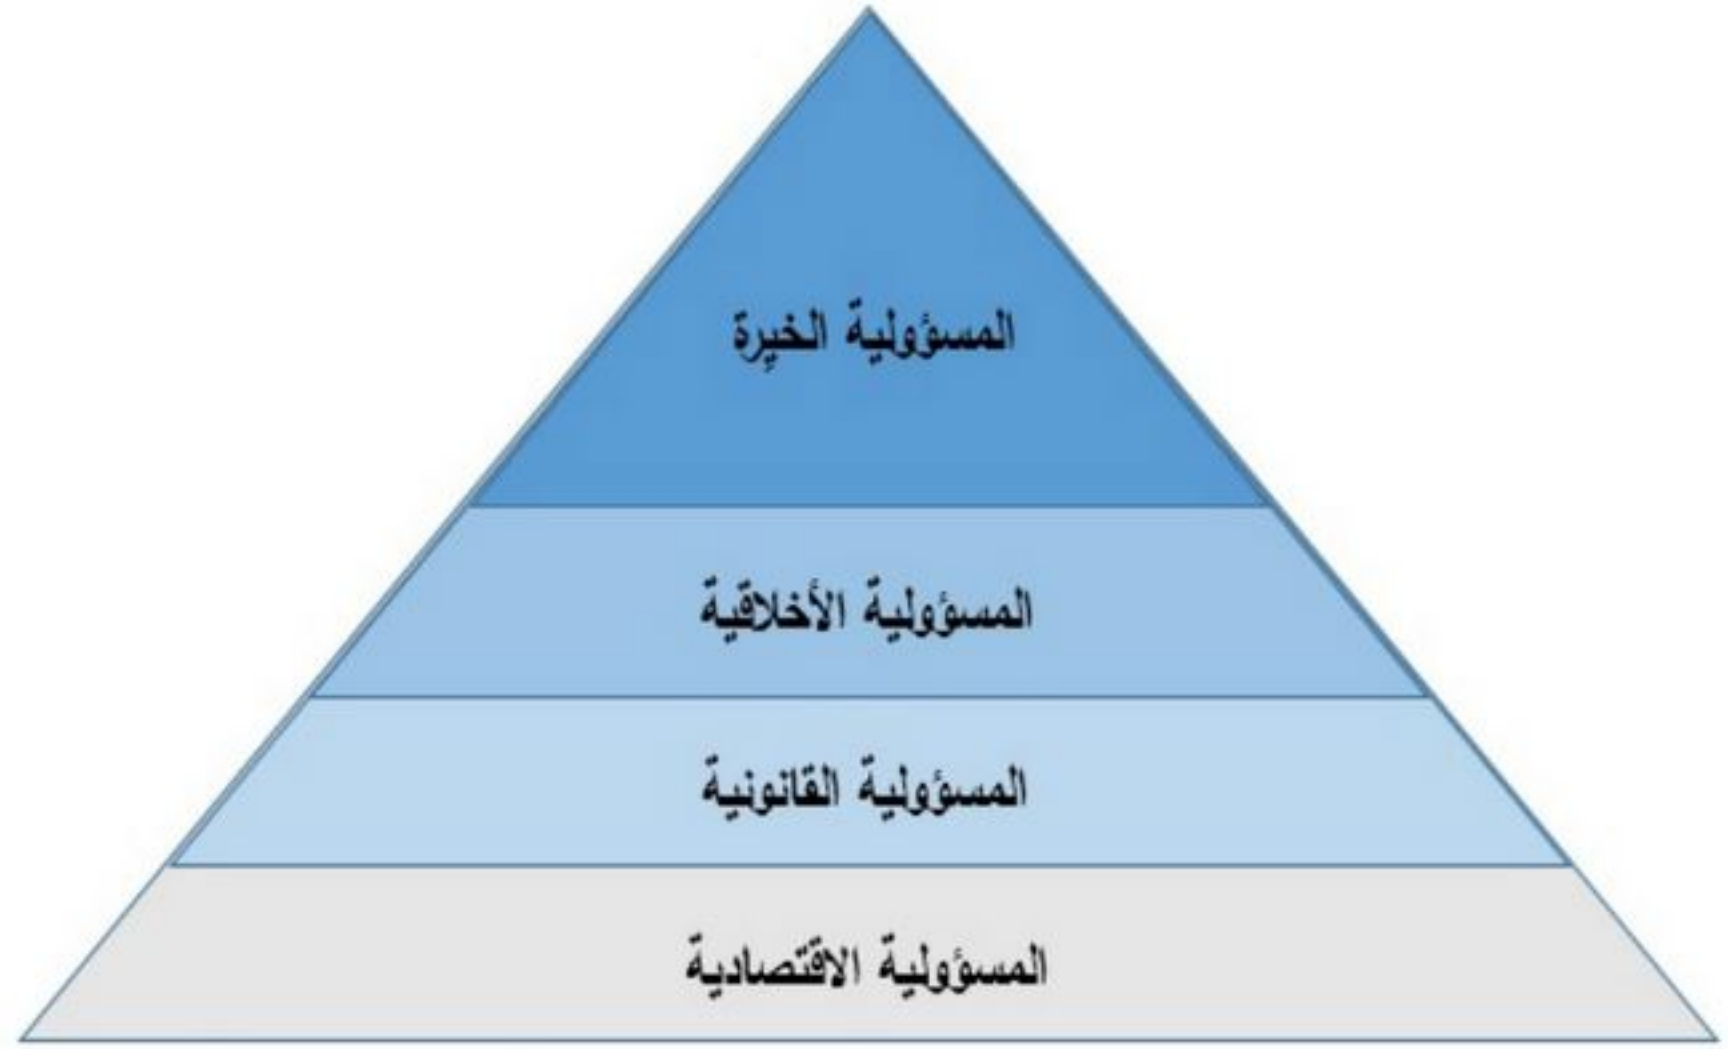 المسؤولية الخيرة
المسؤولية الأخلاقية
المسؤولية القانونية
المسؤولية الاقتصادية